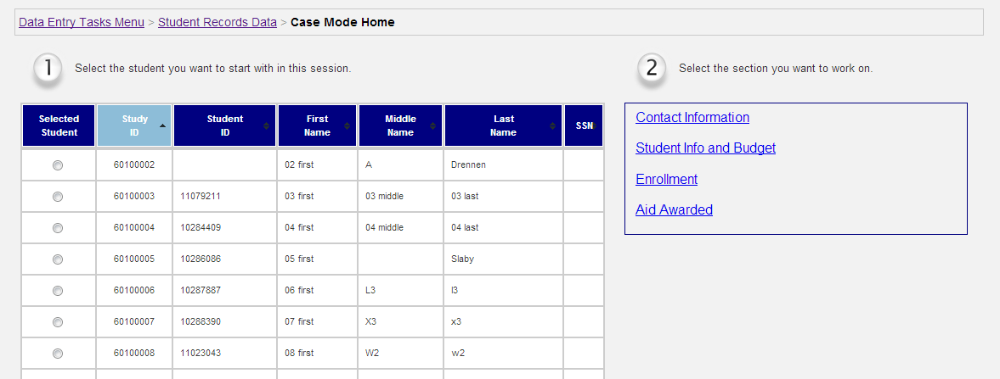 Data Entry Tasks Menu > Student Records Data > Case Mode Home
1 Select the student you want to start with in this session.
Selected Student Study ID Student ID First Name Middle Name Last Name SSN
60100002 02 first A Drennen
60100003 11079211 03 first 03 middle 03 last
60100004 10284409 04 first 04 middle 04 last
60100005 10286086 05 first Slaby
60100006 10287887 06 first L3 l3
60100007 10288390 07 first X3 x3
60100008 11023043 08 first W2 w2
2 Select the section you want to work on.
Contact Information
Student Info and Budget
Enrollment
Aid Awarded